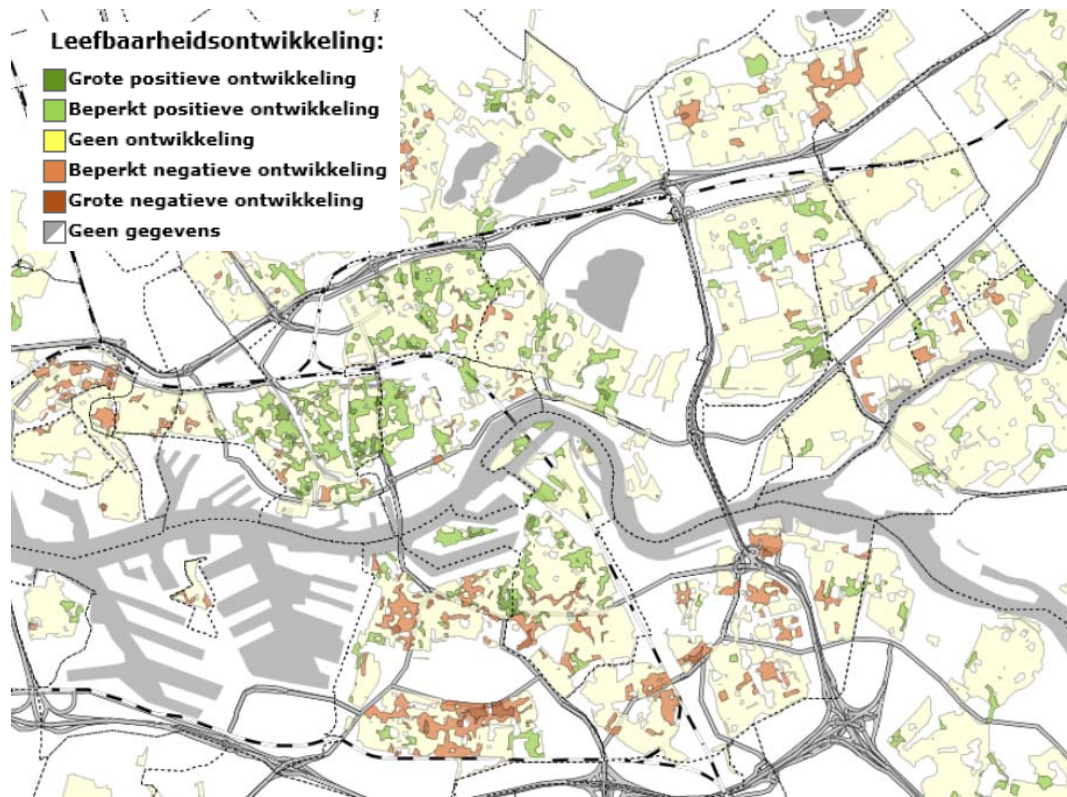 Leefbaarheidsontwikkeling:
Grote positieve ontwikkeling
Beperkt positieve ontwikkeling
Geen ontwikkeling
Beperkt negatieve ontwikkeling
Grote negatieve ontwikkeling
Geen gegevens